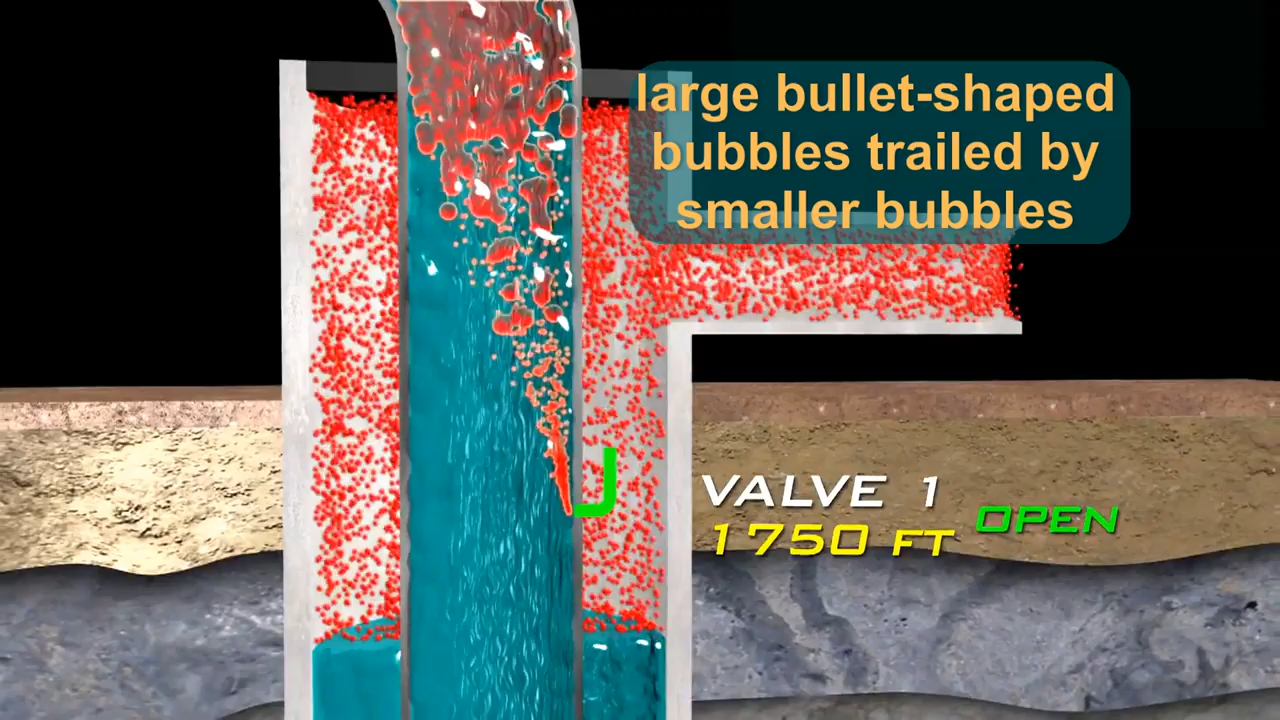 large bullet-shaped
bubbles trailed by
smaller bubbles
VALVE 1
1750 FT OPEN